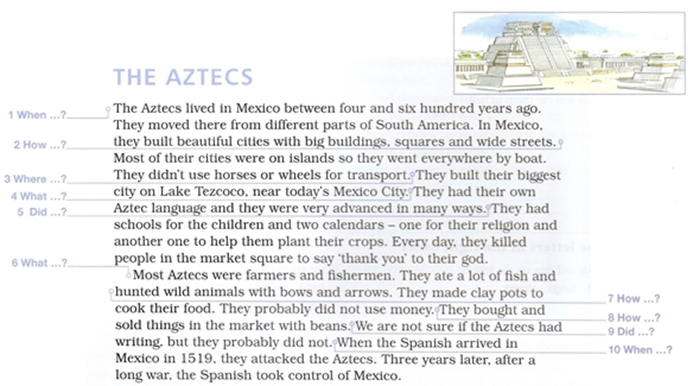 THE AZTECS
1 When ...?
The Aztecs lived in Mexico between four and six hundred years ago.
They moved there from different parts of South America. In Mexico,
2 How ...?
they built beautiful cities with big buildings, squares and wide streets.
Most of their cities were on islands so they went everywhere by boat.
3 Where ...?
They didn't use horses or wheels for transport. They built their biggest
4 What ...?
city on Lake Tezcoco, near today's Mexico City. They had their own
5 Did ...?
Aztec language and they were very advanced in many ways. They had
schools for the children and two calendars – one for their religion and
another one to help them plant their crops. Every day, they killed
6 What ...?
people in the market square to say 'thank you' to their god.
Most Aztecs were farmers and fishermen. They ate a lot of fish and
hunted wild animals with bows and arrows. They made clay pots to
7 How ...?
cook their food. They probably did not use money. They bought and
8 How ...?
sold things in the market with beans. We are not sure if the Aztecs had
9 Did ...?
writing, but they probably did not. When the Spanish arrived in
10 When ...?
Mexico in 1519, they attacked the Aztecs. Three years later, after a
long war, the Spanish took control of Mexico.